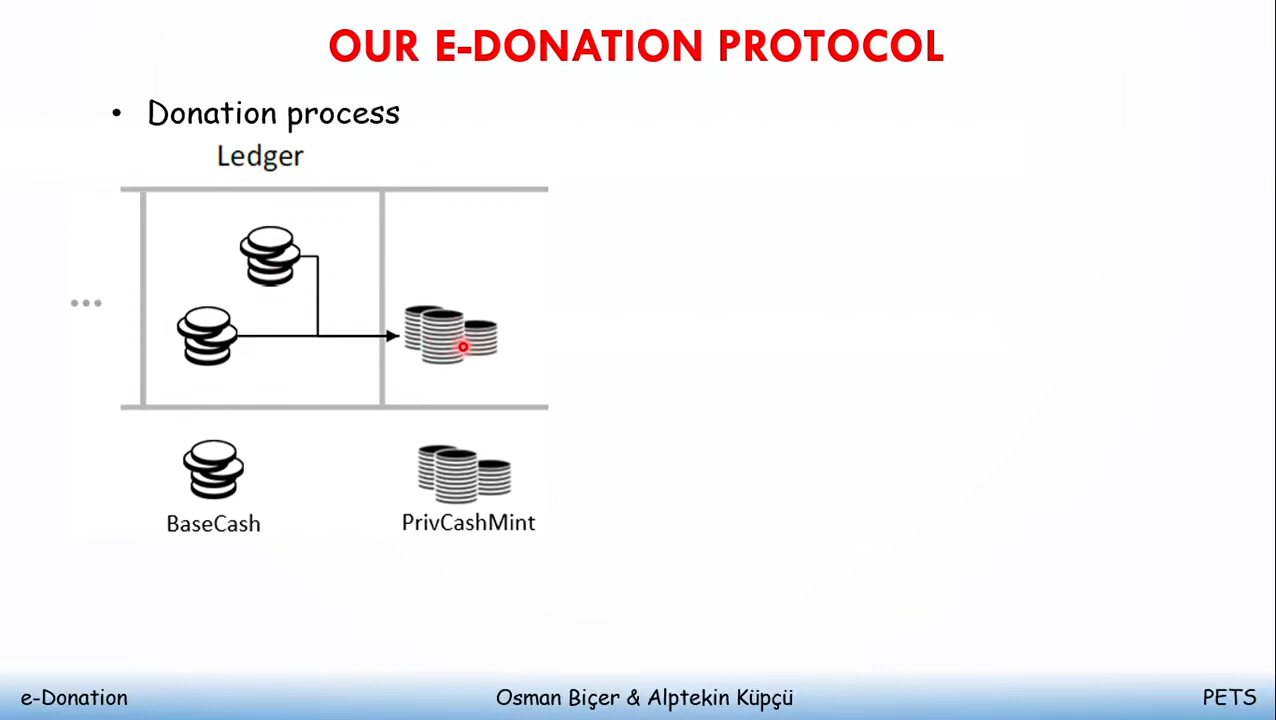 OUR E-DONATION PROTOCOL
• Donation process
Ledger
BaseCash
PrivCashMint
e-Donation
Osman Biçer & Alptekin Küpçü
PETS